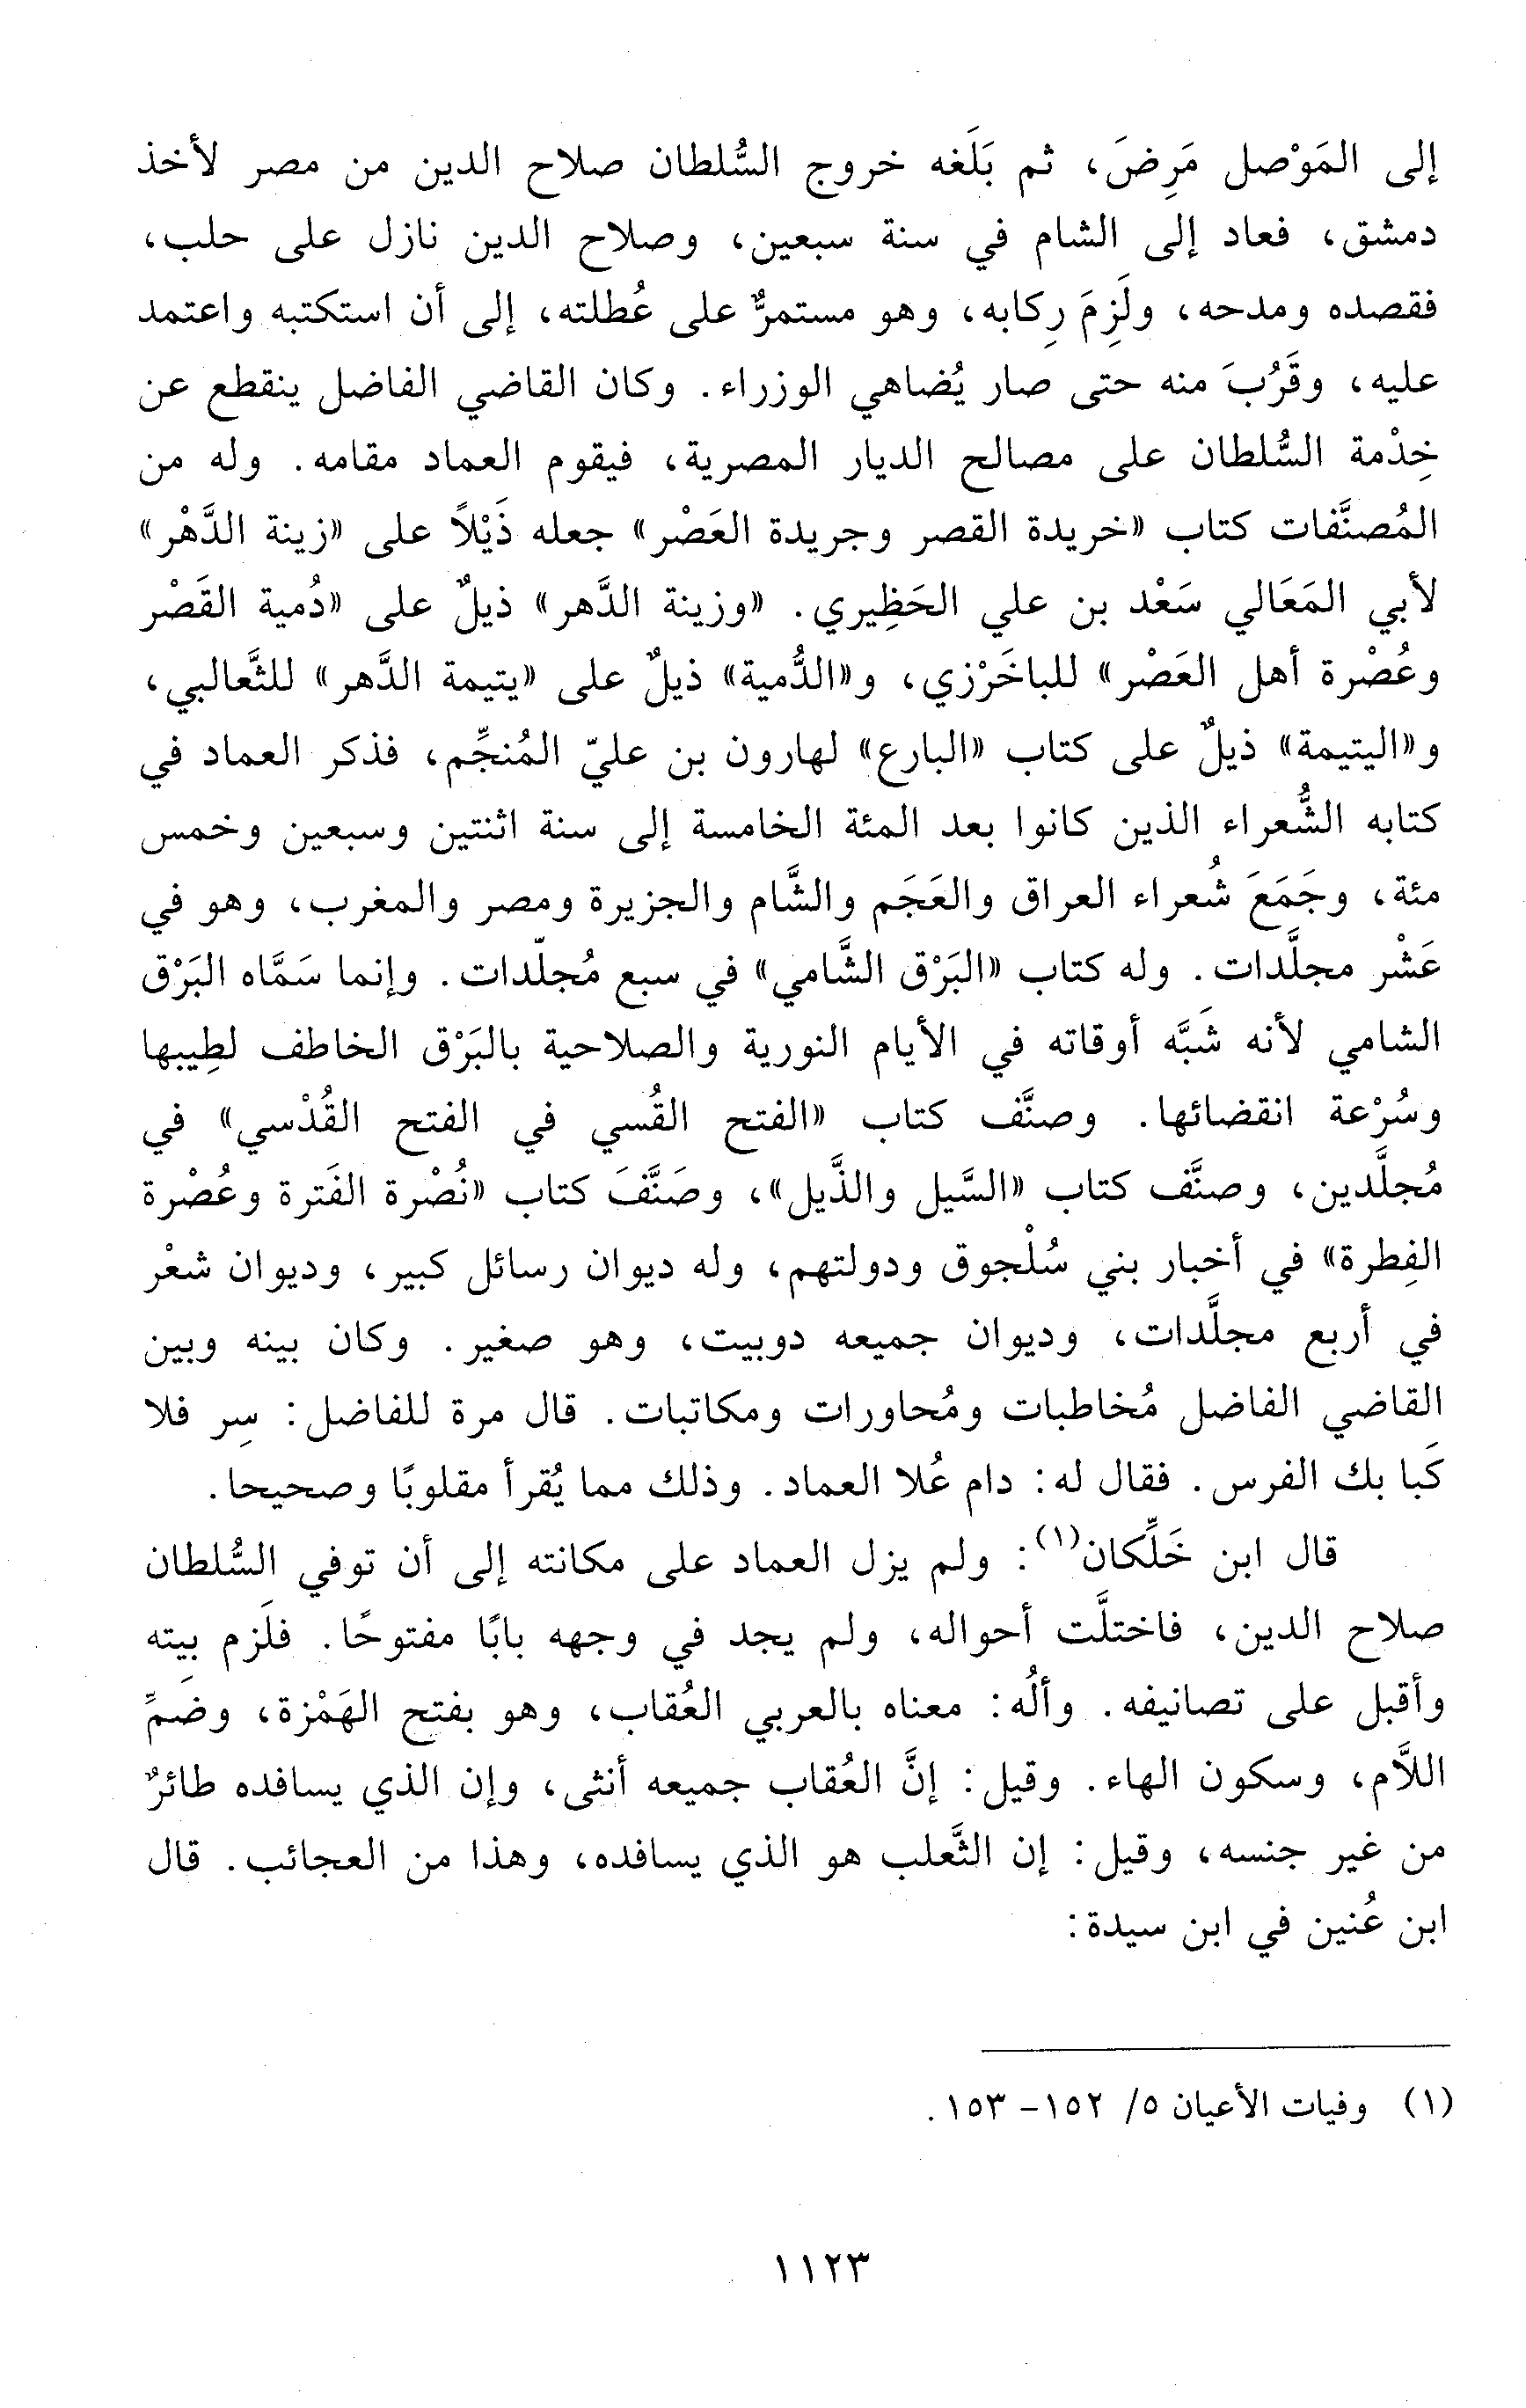 إلى المَوْصل مَرِضَ، ثم بَلَغه خروج السُّلطان صلاح الدين من مصر لأخذ
دمشق، فعاد إلى الشام في سنة سبعين، وصلاح الدين نازل على حلب،
فقصده ومدحه، ولَزِمَ رِكابه، وهو مستمرٌّ على عُطلته، إلى أن استكتبه واعتمد
عليه، وقَرُبَ منه حتى صار يُضاهي الوزراء. وكان القاضي الفاضل ينقطع عن
خِدْمة السُّلطان على مصالح الديار المصرية، فيقوم العماد مقامه. وله من
المُصنَّفات كتاب «خريدة القصر وجريدة العَصْر» جعله ذَيْلاً على «زينة الدَّهْر»
لأبي المَعَالي سَعْد بن علي الحَظِيري. «وزينة الدَّهر» ذيلٌ على «دُمية القَصْر
وعُصْرة أهل العَصْر» للباخَرْزي، و«الدُّمية» ذيلٌ على «يتيمة الدَّهر» للثَّعالبي،
و«اليتيمة» ذيلٌ على كتاب «البارع» لهارون بن عليّ المُنجِّم، فذكر العماد في
كتابه الشُّعراء الذين كانوا بعد المئة الخامسة إلى سنة اثنتين وسبعين وخمس
مئة، وجَمَعَ شُعراء العراق والعَجَم والشَّام والجزيرة ومصر والمغرب، وهو في
عَشْر مجلَّدات. وله كتاب «البَرْق الشَّامي» في سبع مُجلّدات. وإنما سَمَّاه البَرْق
الشامي لأنه شَبَّه أوقاته في الأيام النورية والصلاحية بالبَرْق الخاطف لطِيبها
وسُرْعة انقضائها. وصنَّف كتاب «الفتح القُسي في الفتح القُدْسي» في
مُجلَّدين، وصنَّف كتاب «السَّيل والذَّيل»، وصَنَّفَ كتاب «نُصْرة الفَترة وعُصْرة
الفِطرة» في أخبار بني سُلْجوق ودولتهم، وله ديوان رسائل كبير، وديوان شعْر
في أربع مجلَّدات، وديوان جميعه دوبيت، وهو صغير. وكان بينه وبين
القاضي الفاضل مُخاطبات ومُحاورات ومكاتبات. قال مرة للفاضل: سِر فلا
كَبا بك الفرس. فقال له: دام عُلا العماد. وذلك مما يُقرأ مقلوبًا وصحيحا.
قال ابن خَلِّكان(١): ولم يزل العماد على مكانته إلى أن توفي السُّلطان
صلاح الدين، فاختلَّت أحواله، ولم يجد في وجهه بابًا مفتوحًا. فلَزم بيته
وأقبل على تصانيفه. وألُه: معناه بالعربي العُقاب، وهو بفتح الهَمْزة، وضَمِّ
اللاَّم، وسكون الهاء. وقيل: إنَّ العُقاب جميعه أنثى، وإن الذي يسافده طائرٌ
من غير جنسه، وقيل: إن الثَّعلب هو الذي يسافده، وهذا من العجائب. قال
ابن عُنين في ابن سيدة:
(١) وفيات الأعيان ٥/ ١٥٢- ١٥٣.
١١٢٣